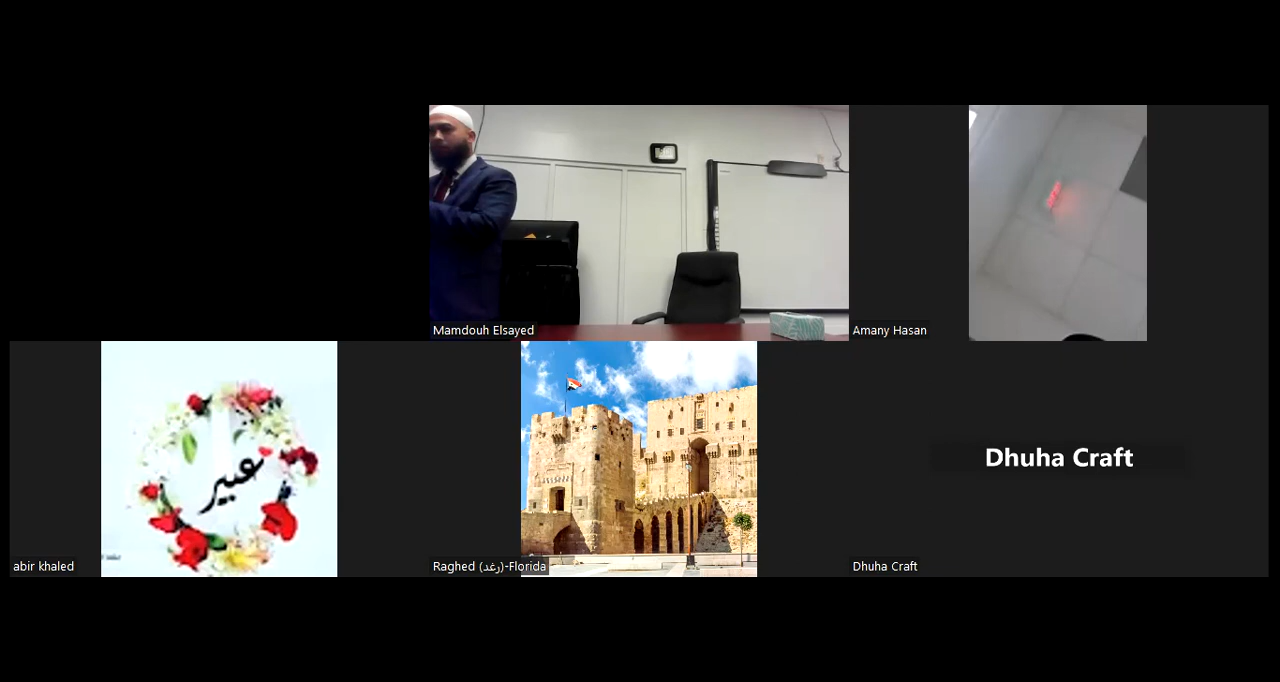 Mamdouh Elsayed
Amany Hasan
عبير
abir khaled
Raghed (رغد)-Florida
Dhuha Craft
Dhuha Craft